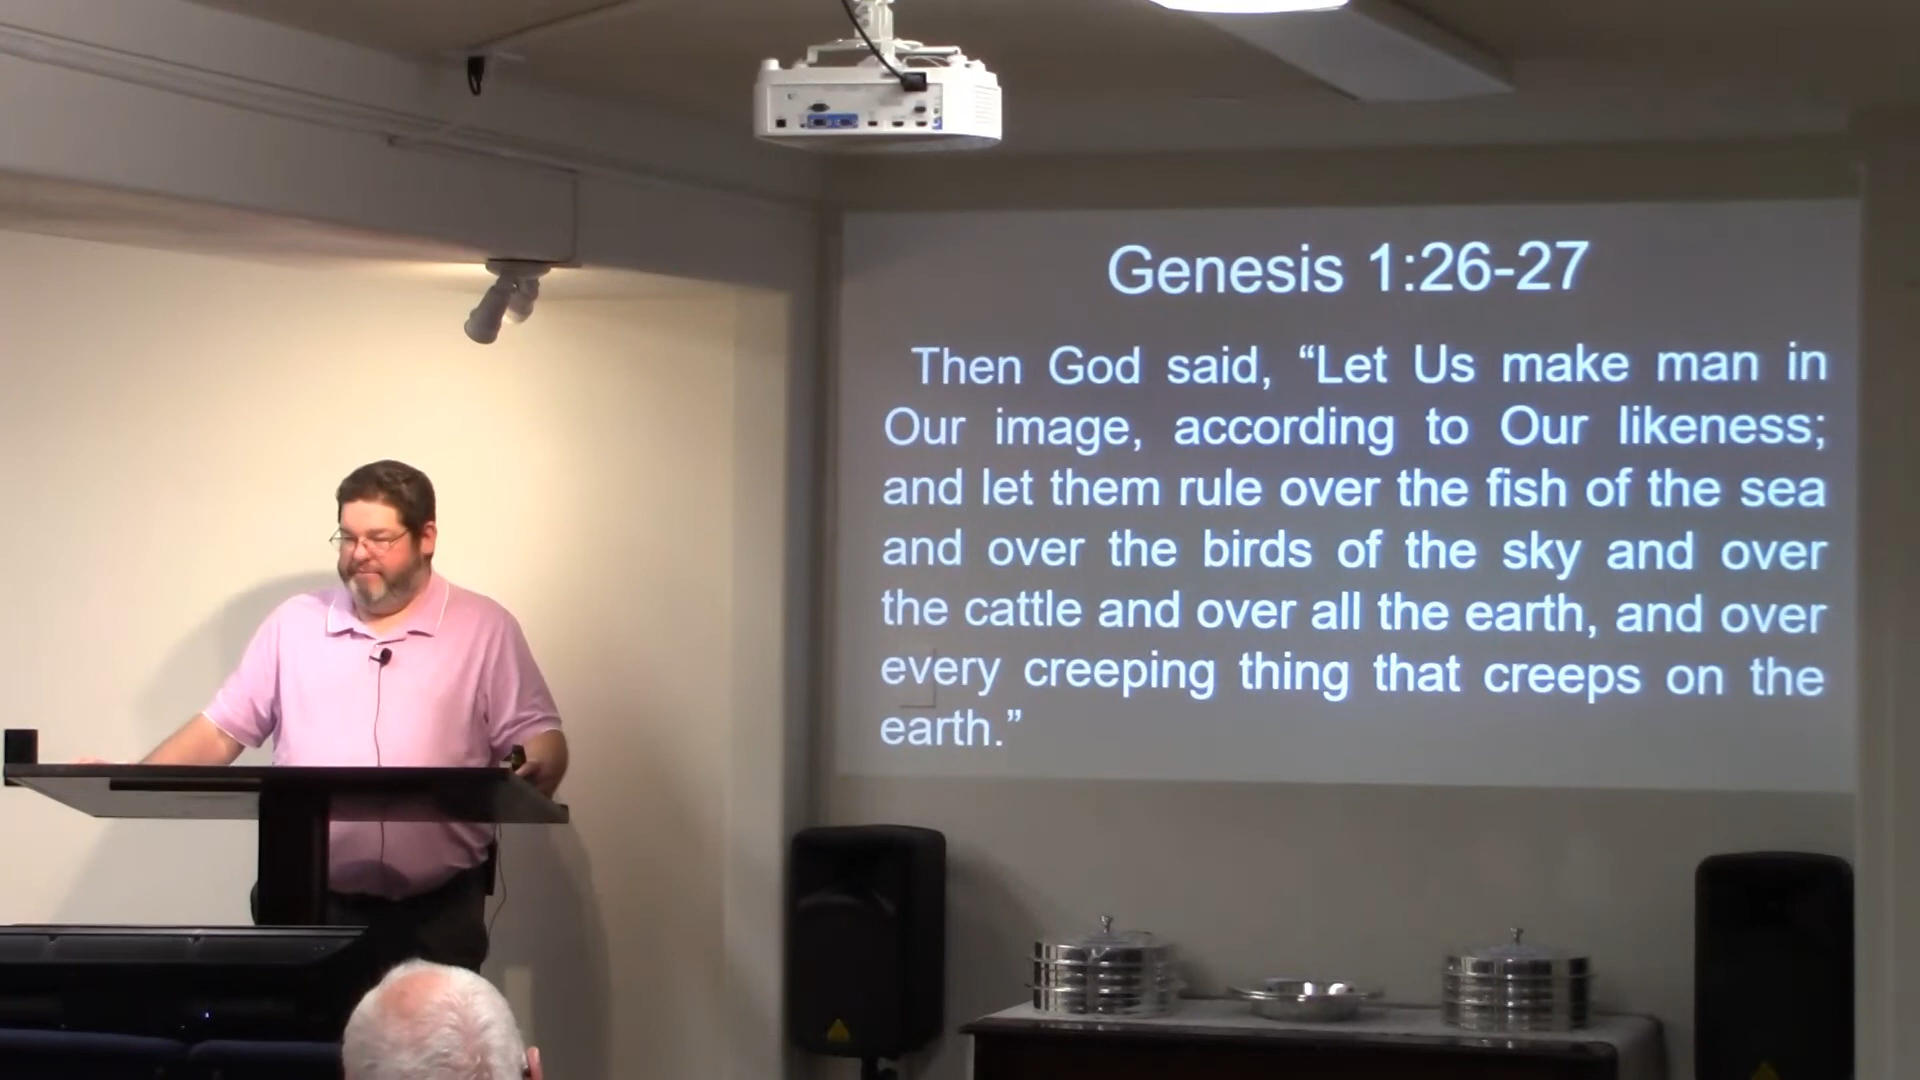 Genesis 1:26-27
Then God said, “Let Us make man in
Our image, according to Our likeness;
and let them rule over the fish of the sea
and over the birds of the sky and over
the cattle and over all the earth, and over
every creeping thing that creeps on the
earth.”